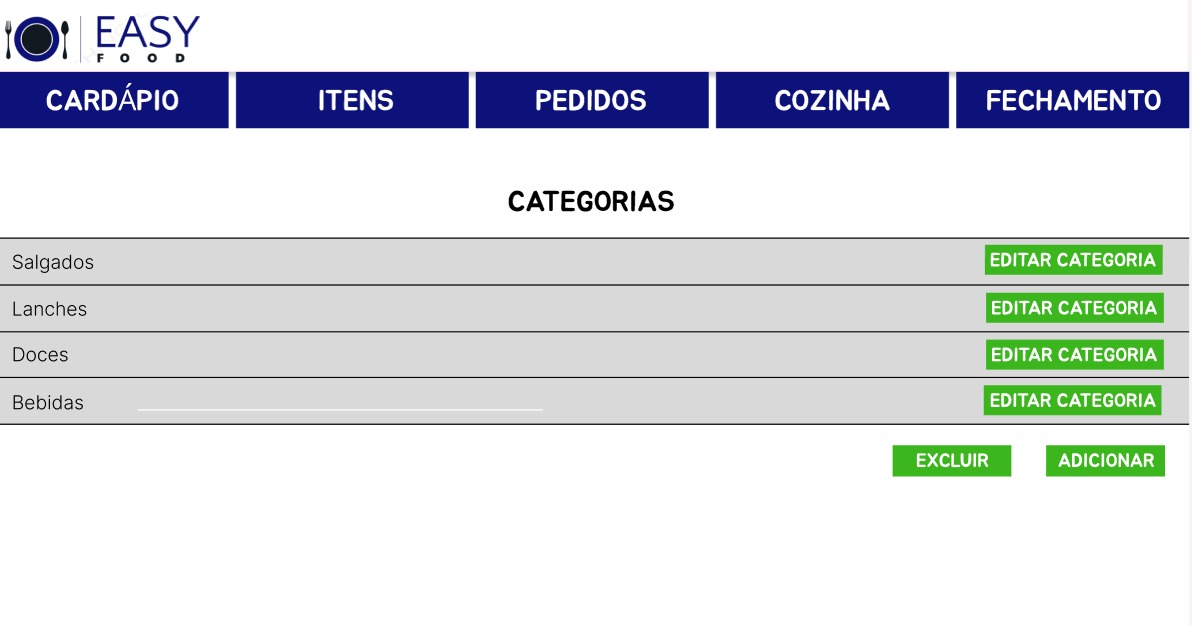 EASY
FOOD
CARDÁPIO ITENS PEDIDOS COZINHA FECHAMENTO
CATEGORIAS
Salgados EDITAR CATEGORIA
Lanches EDITAR CATEGORIA
Doces EDITAR CATEGORIA
Bebidas EDITAR CATEGORIA
EXCLUIR ADICIONAR